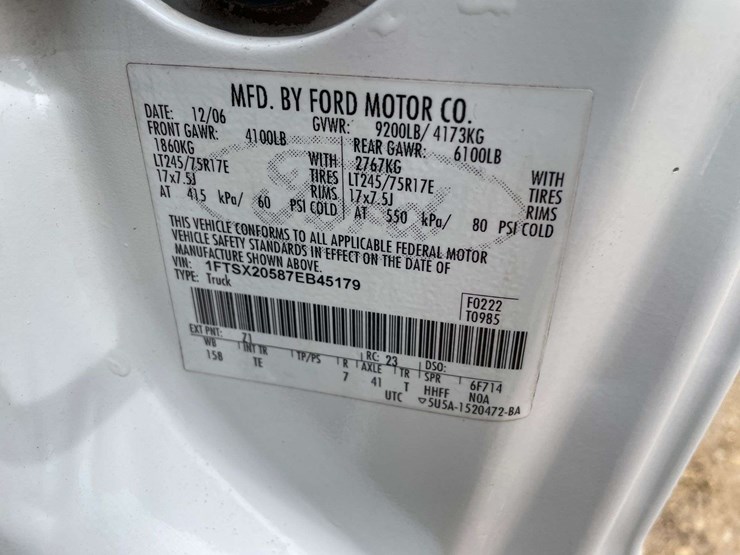 MFD. BY FORD MOTOR CO.
DATE: 12/06 GVWR: 9200LB/ 4173KG
FRONT GAWR: 4100LB REAR GAWR: 6100LB
1860KG WITH 2767KG WITH
LT245/75R17E TIRES LT245/75R17E TIRES
17x7.5J RIMS 17x7.5J RIMS
AT 415 kPa/ 60 PSI COLD AT 550 kPa/ 80 PSI COLD
THIS VEHICLE CONFORMS TO ALL APPLICABLE FEDERAL MOTOR
VEHICLE SAFETY STANDARDS IN EFFECT ON THE DATE OF
MANUFACTURE SHOWN ABOVE.
VIN: 1FTSX20587EB45179
TYPE: Truck
F0222
T0985
EXT PNT: Z1 RC: 23 DSO:
WB INT TR TP/PS R AXLE TR SPR 6F714
158 TE 7 41 T HHFF NOA
UTC ▽5U5A-1520472-BA